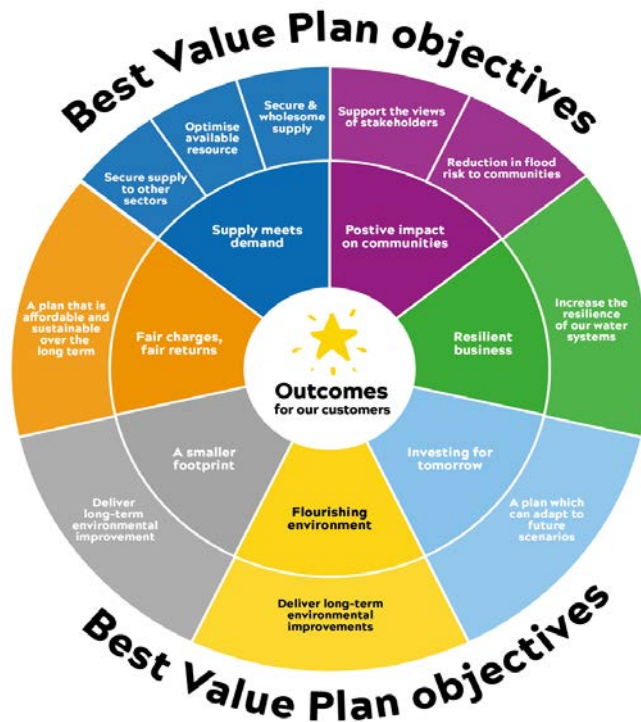 Best Value Plan objectives
Secure supply
to other
sectors
Optimise
available
resource
Secure &
wholesome
supply
Support the views
of stakeholders
Reduction in flood
risk to communities
Supply meets
demand
Postive impact
on communities
A plan that is
affordable and
sustainable over
the long term
Fair charges,
fair returns
Outcomes
for our customers
Resilient
business
Increase the
resilience
of our water
systems
A smaller
footprint
Investing for
tomorrow
Deliver
long-term
environmental
improvement
Flourishing
environment
A plan which
can adapt to
future
scenarios
Deliver long-term
environmental
improvements
Best Value Plan objectives